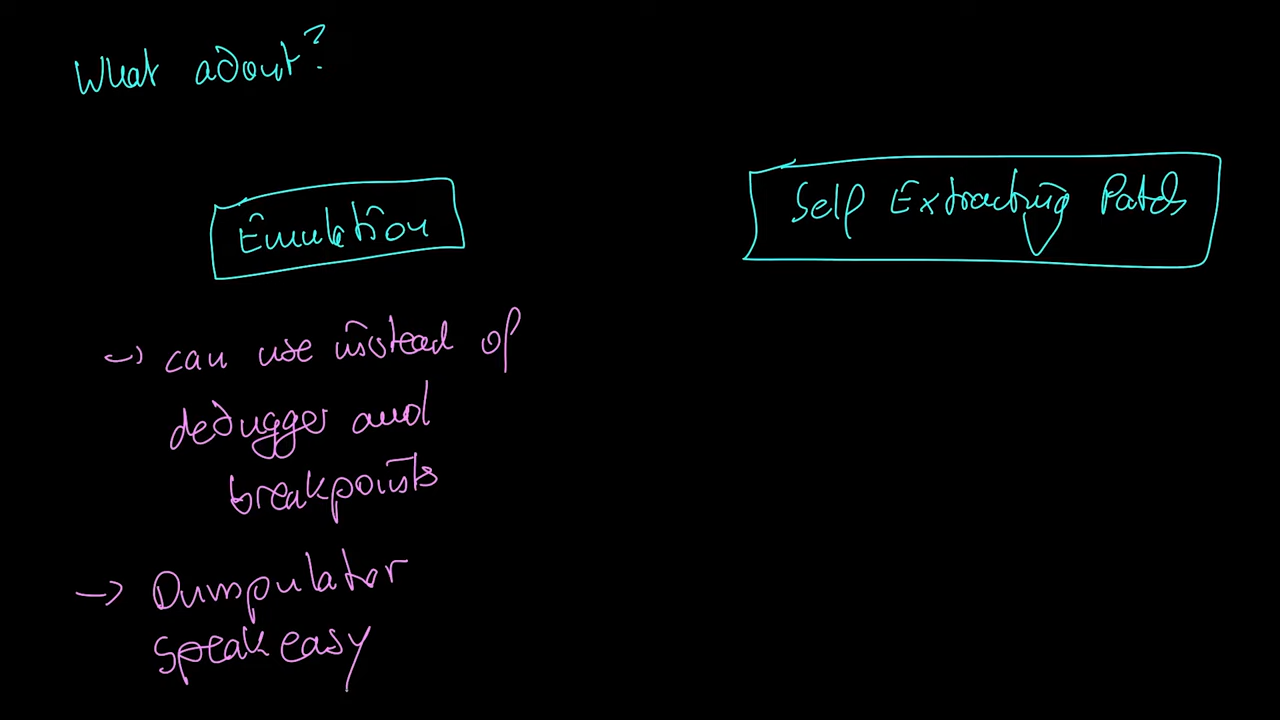 What about?
Emulation
Self Extracting Patch
→ can use instead of
debugger and
breakpoints
→ Dumpulator
Speakeasy